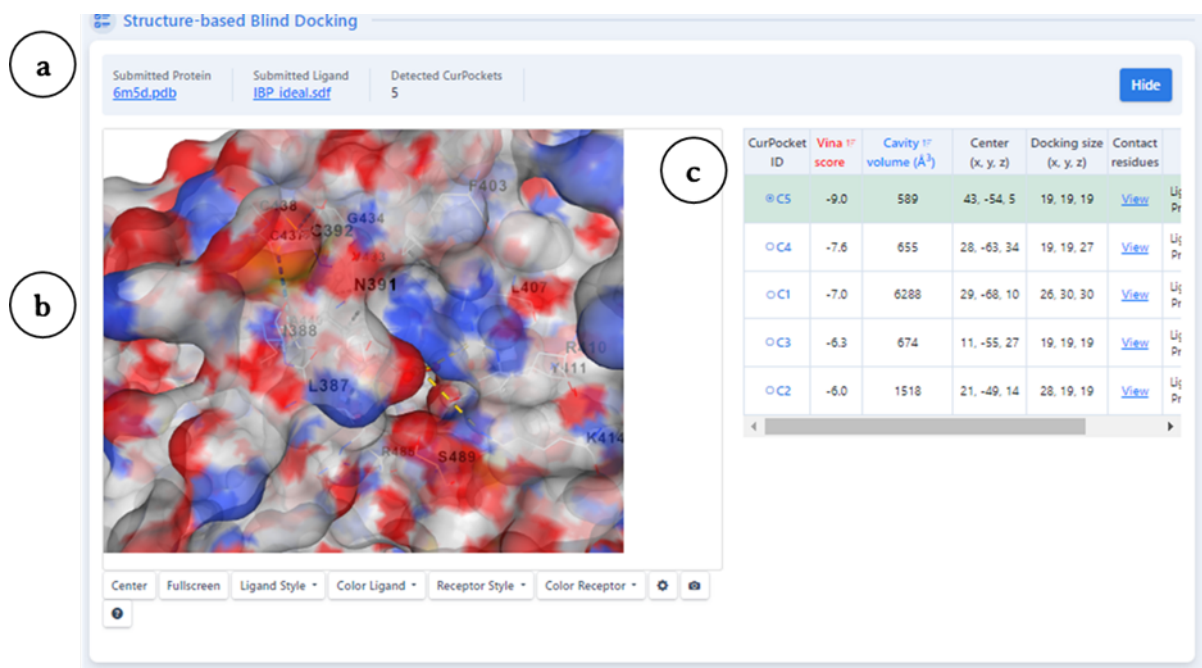 Structure-based Blind Docking
a
Submitted Protein Submitted Ligand Detected CurPockets
6m5d.pdb IBP_ideal.sdf 5
Hide
b
F403
G438
G434
C437 C392
N391
L407
I388
R410
Y411
L387
K414
R488 S489
c
CurPocket ID Vina score Cavity volume (Å3) Center (x, y, z) Docking size (x, y, z) Contact residues
C5 -9.0 589 43, -54, 5 19, 19, 19 View
C4 -7.6 655 28, -63, 34 19, 19, 27 View
C1 -7.0 6288 29, -68, 10 26, 30, 30 View
C3 -6.3 674 11, -55, 27 19, 19, 19 View
C2 -6.0 1518 21, -49, 14 28, 19, 19 View
Center Fullscreen Ligand Style Color Ligand Receptor Style Color Receptor